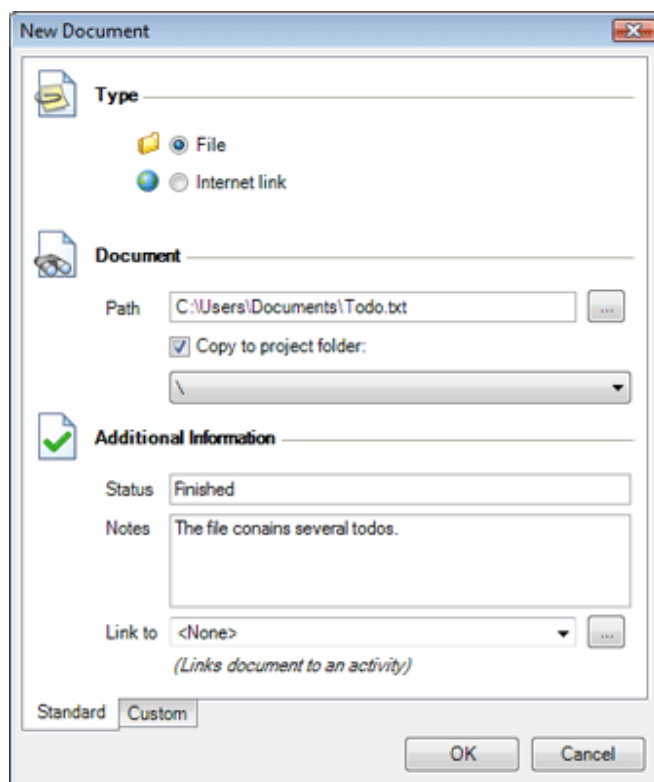 New Document
Type
File
Internet link
Document
Path C:\Users\Documents\Todo.txt ...
Copy to project folder:
\
Additional Information
Status Finished
Notes The file conains several todos.
Link to <None> ...
(Links document to an activity)
Standard Custom
OK Cancel